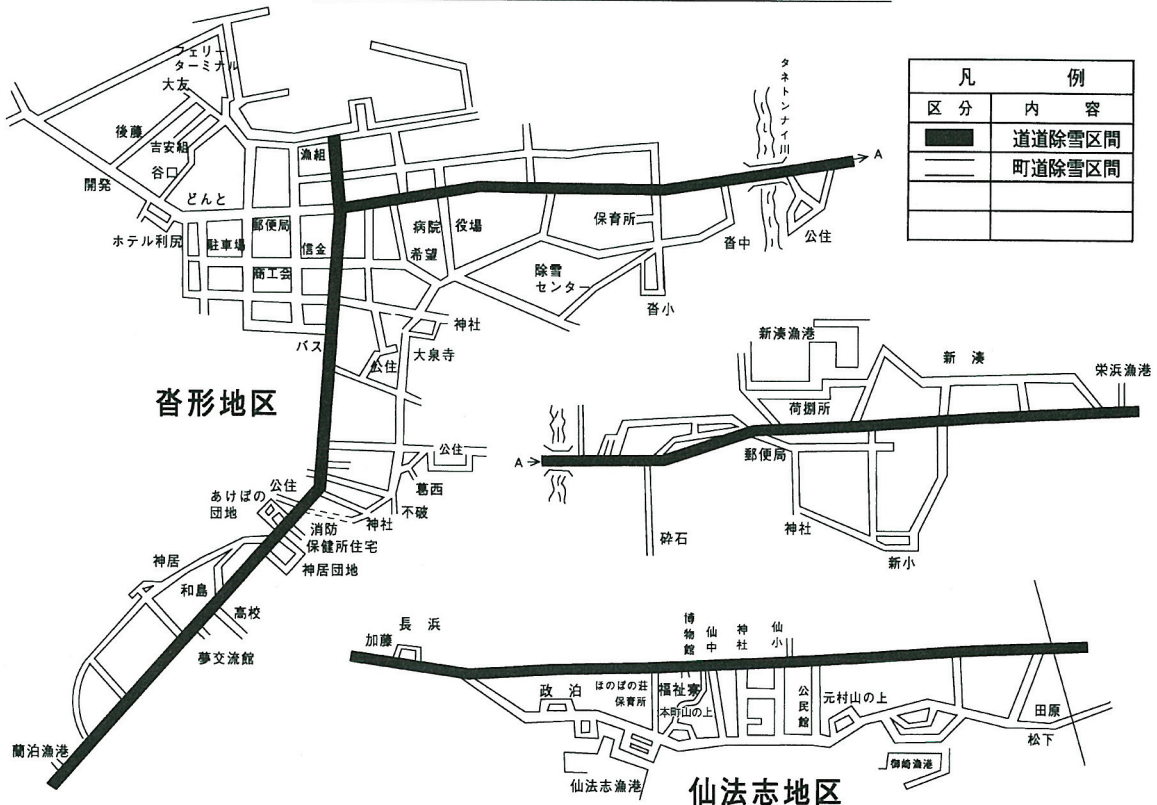 フェリー
ターミナル
大友
後藤
吉安組
谷口
開発
どんと
ホテル利尻
駐車場
郵便局
商工会
漁組
信金
病院
希望
役場
保育所
除雪
センター
沓中
沓小
公住
タネトンナイ川
A
神社
大泉寺
公住
バス
沓形地区
公住
葛西
不破
神社
公住
あけぼの
団地
消防
保健所住宅
神居団地
神居
和島
高校
夢交流館
蘭泊漁港
凡 例
区分 内容
道道除雪区間
町道除雪区間
新湊漁港
新湊
栄浜漁港
荷捌所
郵便局
A
砕石
神社
新小
加藤
長浜
博物館
仙中
神社
仙小
政泊
ほのぼの荘
保育所
福祉寮
本町山の上
公民館
元村山の上
田原
松下
仙法志漁港
御崎漁港
仙法志地区